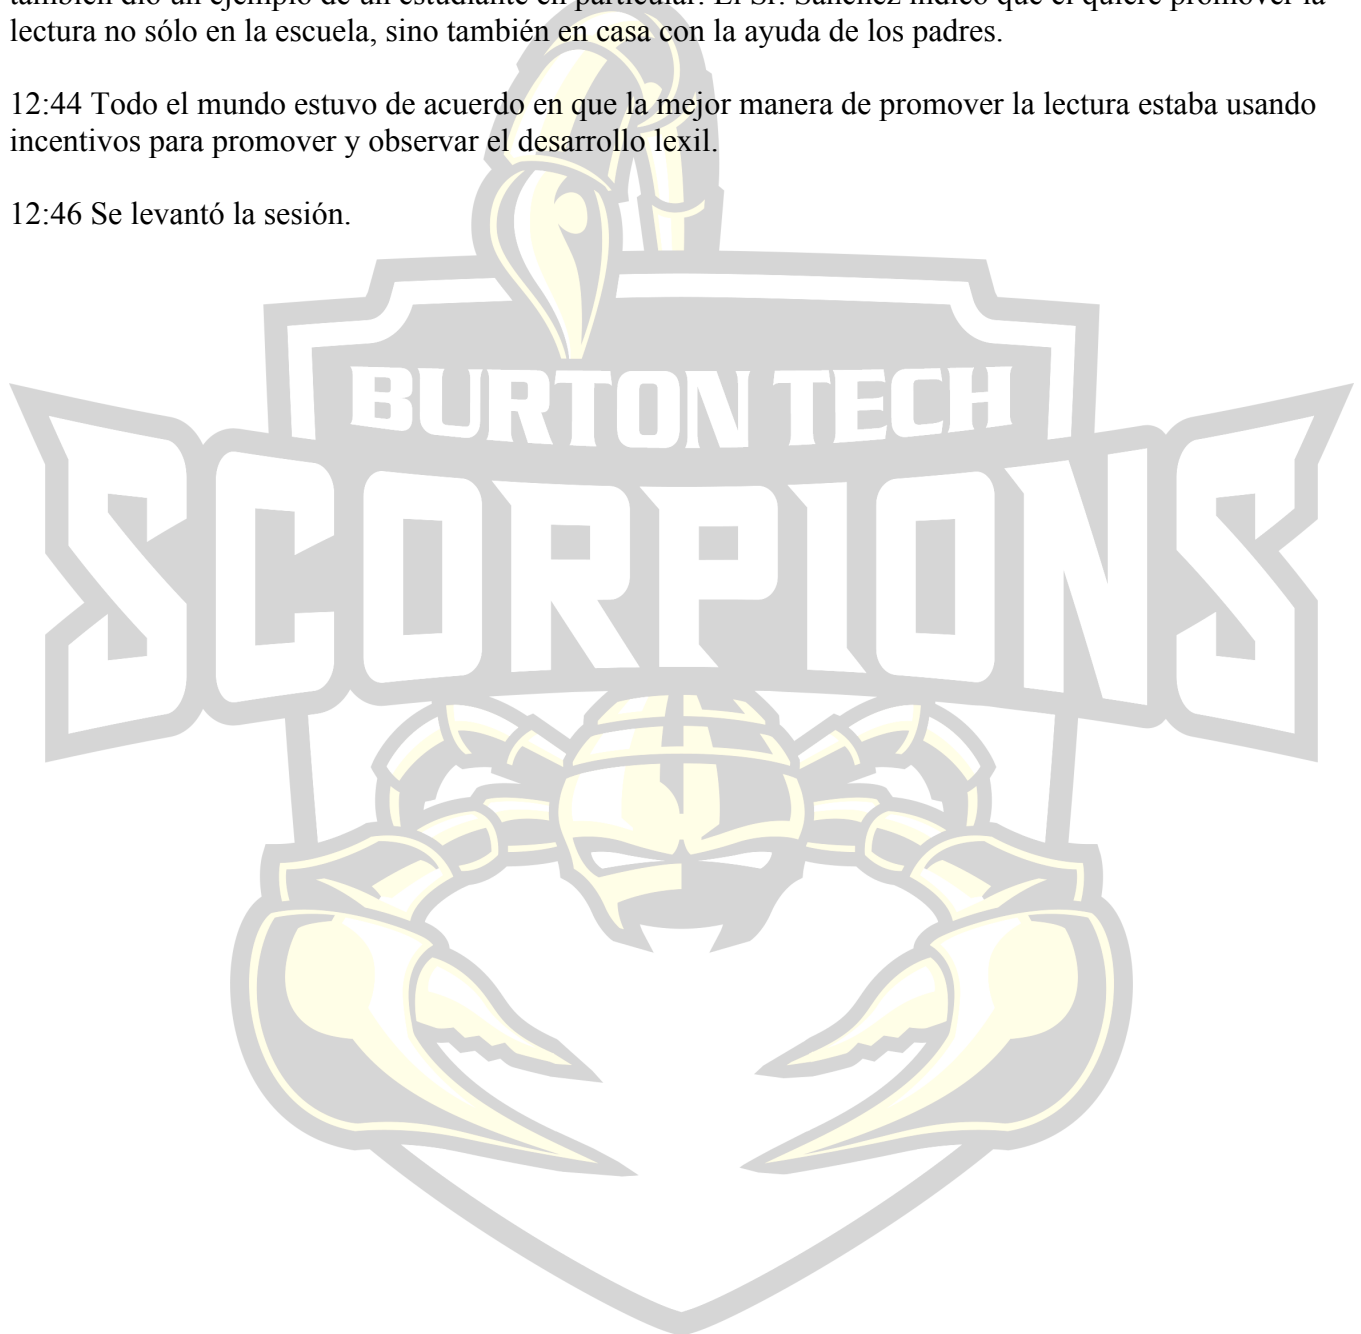 también dio un ejemplo de un estudiante en particular. El Sr. Sánchez indicó que él quiere promover la
lectura no sólo en la escuela, sino también en casa con la ayuda de los padres.
12:44 Todo el mundo estuvo de acuerdo en que la mejor manera de promover la lectura estaba usando
incentivos para promover y observar el desarrollo lexil.
12:46 Se levantó la sesión.
BURTON TECH
SCORPIONS